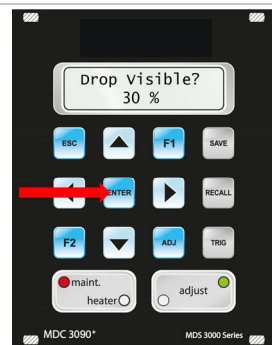 Drop Visible?
30 %
ESC
F1
SAVE
ENTER
RECALL
F2
ADJ
TRIG
maint.
heater
adjust
MDC 3090+
MDS 3000 Series